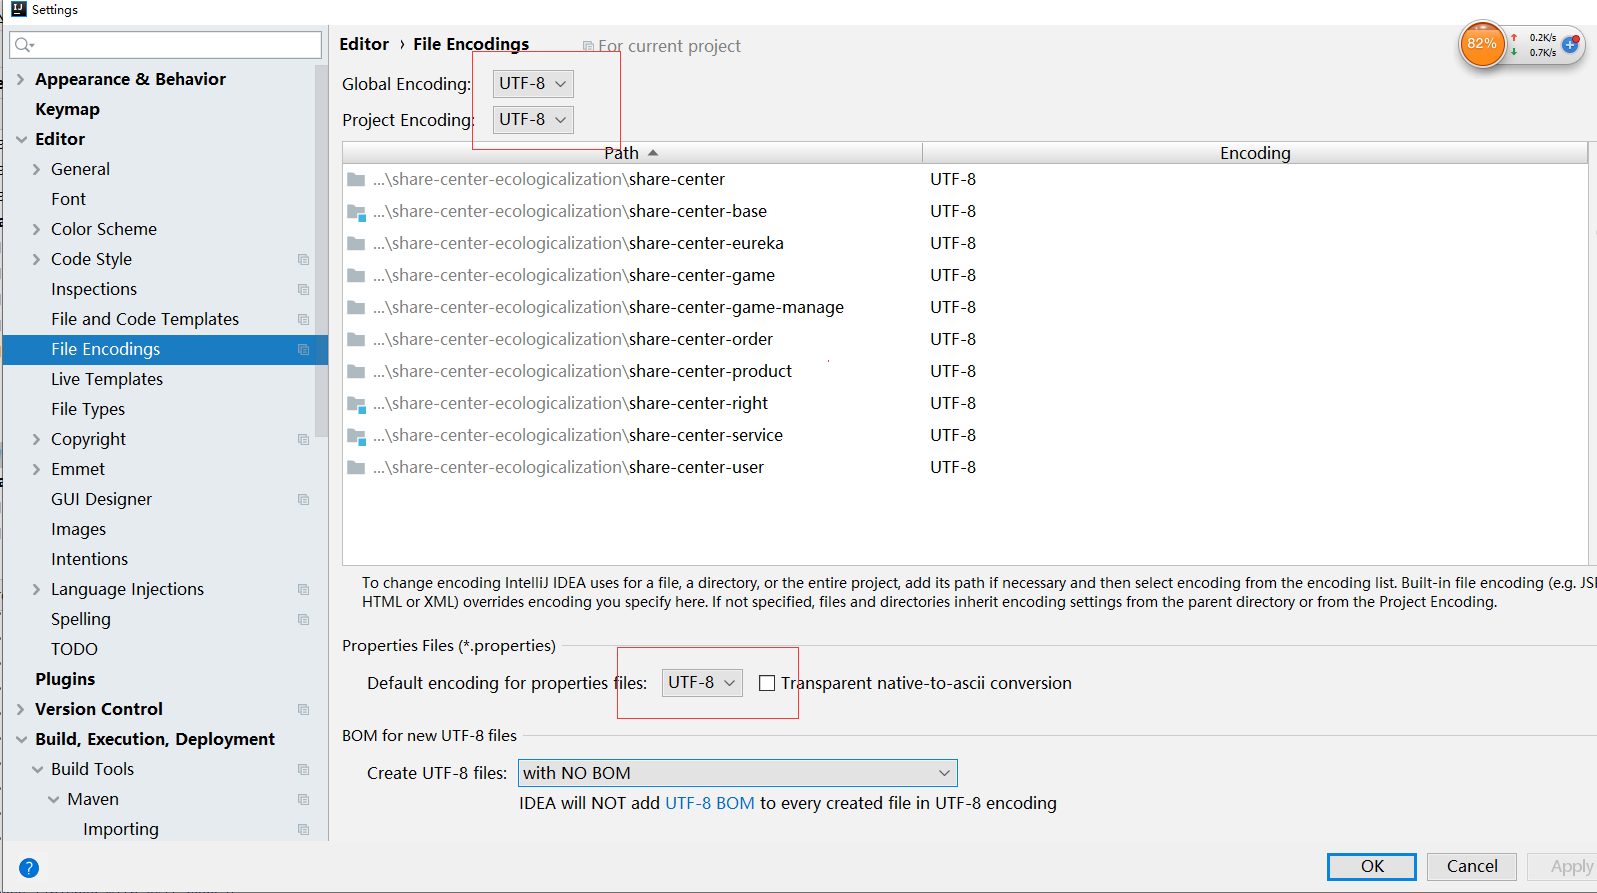 Settings
Editor › File Encodings
For current project
82%
0.2K/s
0.7K/s
Appearance & Behavior
Keymap
Editor
General
Font
Color Scheme
Code Style
Inspections
File and Code Templates
File Encodings
Live Templates
File Types
Copyright
Emmet
GUI Designer
Images
Intentions
Language Injections
Spelling
TODO
Plugins
Version Control
Build, Execution, Deployment
Build Tools
Maven
Importing
Global Encoding: UTF-8
Project Encoding: UTF-8
Path Encoding
...\share-center-ecologicalization\share-center UTF-8
...\share-center-ecologicalization\share-center-base UTF-8
...\share-center-ecologicalization\share-center-eureka UTF-8
...\share-center-ecologicalization\share-center-game UTF-8
...\share-center-ecologicalization\share-center-game-manage UTF-8
...\share-center-ecologicalization\share-center-order UTF-8
...\share-center-ecologicalization\share-center-product UTF-8
...\share-center-ecologicalization\share-center-right UTF-8
...\share-center-ecologicalization\share-center-service UTF-8
...\share-center-ecologicalization\share-center-user UTF-8
To change encoding IntelliJ IDEA uses for a file, a directory, or the entire project, add its path if necessary and then select encoding from the encoding list. Built-in file encoding (e.g. JS
HTML or XML) overrides encoding you specify here. If not specified, files and directories inherit encoding settings from the parent directory or from the Project Encoding.
Properties Files (*.properties)
Default encoding for properties files: UTF-8 Transparent native-to-ascii conversion
BOM for new UTF-8 files
Create UTF-8 files: with NO BOM
IDEA will NOT add UTF-8 BOM to every created file in UTF-8 encoding
?
OK
Cancel
Apply